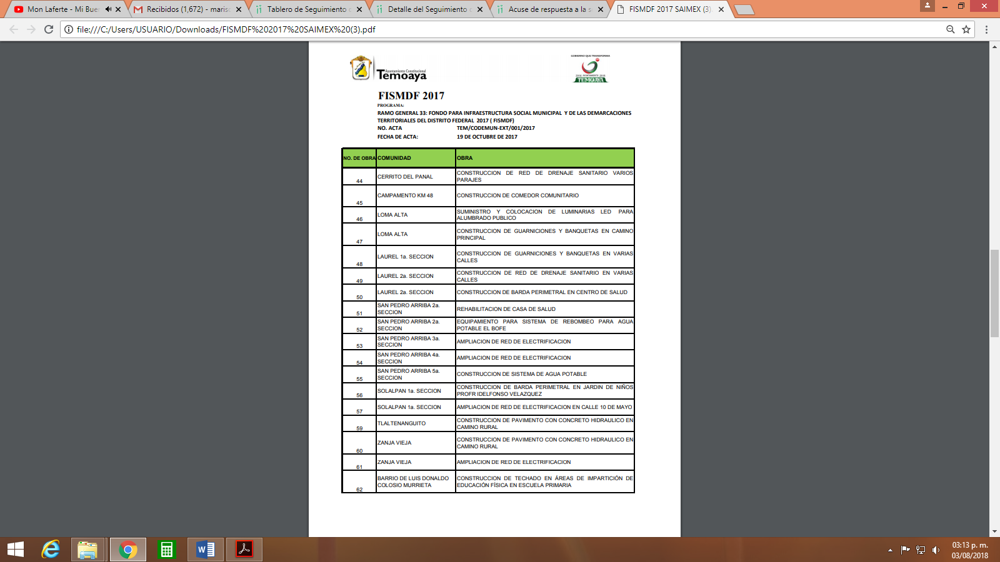 Mon Laferte - Mi Buer
Recibidos (1,672) - marisc
Tablero de Seguimiento
Detalle del Seguimiento
Acuse de respuesta a la s
FISMDF 2017 SAIMEX (3)
file:///C:/Users/USUARIO/Downloads/FISMDF%202017%20SAIMEX%20(3).pdf
Ayuntamiento Constitucional
Temoaya
GOBIERNO QUE TRANSFORMA
2016 AYUNTAMIENTO 2018
TEMOAYA
FISMDF 2017
PROGRAMA:
RAMO GENERAL 33: FONDO PARA INFRAESTRUCTURA SOCIAL MUNICIPAL Y DE LAS DEMARCACIONES
TERRITORIALES DEL DISTRITO FEDERAL 2017 ( FISMDF)
NO. ACTA TEM/CODEMUN-EXT/001/2017
FECHA DE ACTA: 19 DE OCTUBRE DE 2017
NO. DE OBRA COMUNIDAD OBRA
44 CERRITO DEL PANAL CONSTRUCCION DE RED DE DRENAJE SANITARIO VARIOS
PARAJES
45 CAMPAMENTO KM 48 CONSTRUCCION DE COMEDOR COMUNITARIO
46 LOMA ALTA SUMINISTRO Y COLOCACION DE LUMINARIAS LED PARA
ALUMBRADO PUBLICO
47 LOMA ALTA CONSTRUCCION DE GUARNICIONES Y BANQUETAS EN CAMINO
PRINCIPAL
48 LAUREL 1a. SECCION CONSTRUCCION DE GUARNICIONES Y BANQUETAS EN VARIAS
CALLES
49 LAUREL 2a. SECCION CONSTRUCCION DE RED DE DRENAJE SANITARIO EN VARIAS
CALLES
50 LAUREL 2a. SECCION CONSTRUCCION DE BARDA PERIMETRAL EN CENTRO DE SALUD
51 SAN PEDRO ARRIBA 2a. REHABILITACION DE CASA DE SALUD
SECCION
52 SAN PEDRO ARRIBA 2a. EQUIPAMIENTO PARA SISTEMA DE REBOMBEO PARA AGUA
SECCION POTABLE EL BOFE
53 SAN PEDRO ARRIBA 3a. AMPLIACION DE RED DE ELECTRIFICACION
SECCION
54 SAN PEDRO ARRIBA 4a. AMPLIACION DE RED DE ELECTRIFICACION
SECCION
55 SAN PEDRO ARRIBA 5a. CONSTRUCCION DE SISTEMA DE AGUA POTABLE
SECCION
56 SOLALPAN 1a. SECCION CONSTRUCCION DE BARDA PERIMETRAL EN JARDIN DE NIÑOS
PROFR IDELFONSO VELAZQUEZ
57 SOLALPAN 1a. SECCION AMPLIACION DE RED DE ELECTRIFICACION EN CALLE 10 DE MAYO
59 TLALTENANGUITO CONSTRUCCION DE PAVIMENTO CON CONCRETO HIDRAULICO EN
CAMINO RURAL
60 ZANJA VIEJA CONSTRUCCION DE PAVIMENTO CON CONCRETO HIDRAULICO EN
CAMINO RURAL
61 ZANJA VIEJA AMPLIACION DE RED DE ELECTRIFICACION
62 BARRIO DE LUIS DONALDO CONSTRUCCION DE TECHADO EN ÁREAS DE IMPARTICIÓN DE
COLOSIO MURRIETA EDUCACIÓN FÍSICA EN ESCUELA PRIMARIA
03:13 p. m.
03/08/2018